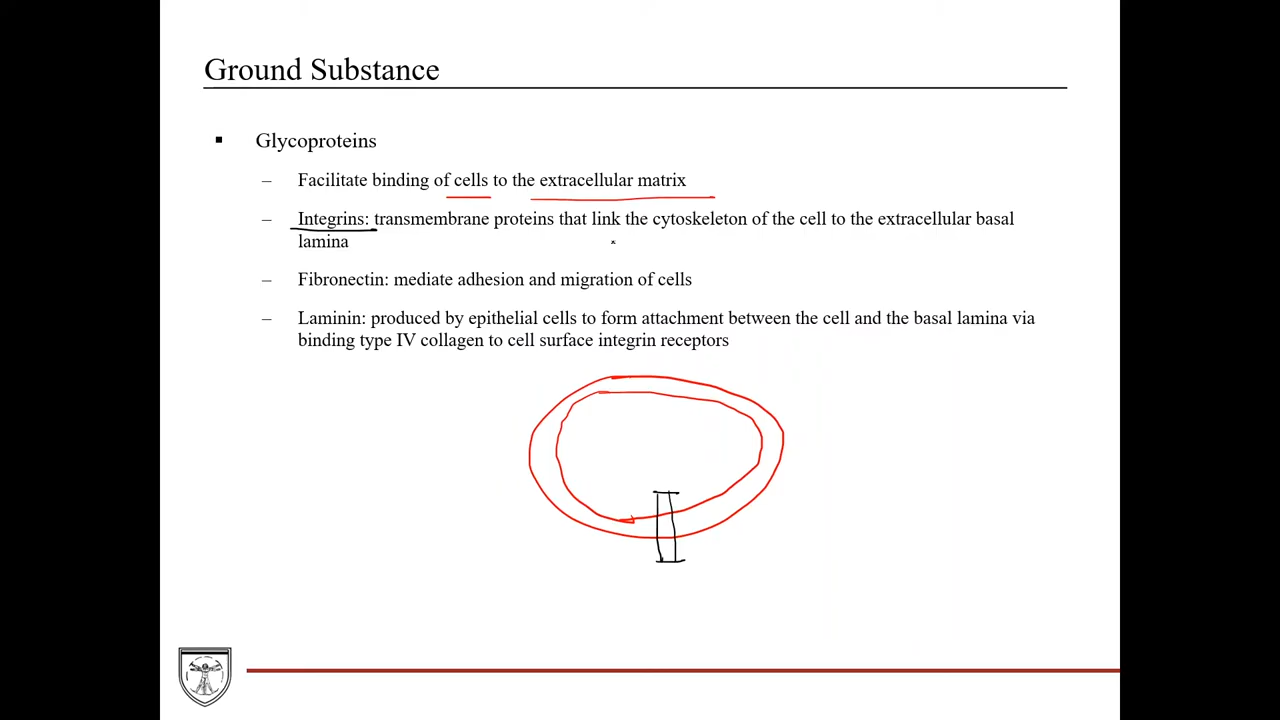 Ground Substance
▪ Glycoproteins
– Facilitate binding of cells to the extracellular matrix
– Integrins: transmembrane proteins that link the cytoskeleton of the cell to the extracellular basal
lamina
– Fibronectin: mediate adhesion and migration of cells
– Laminin: produced by epithelial cells to form attachment between the cell and the basal lamina via
binding type IV collagen to cell surface integrin receptors